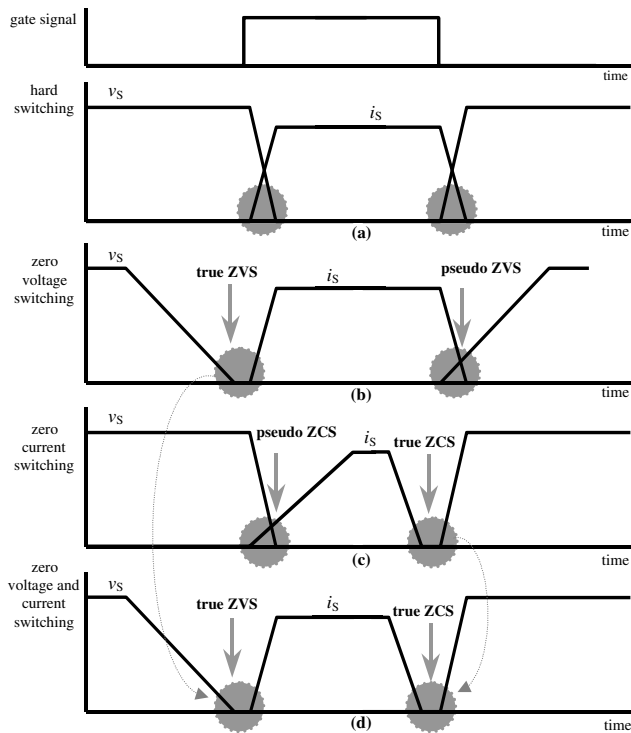 gate signal
time
hard
switching
vS
iS
(a)
time
zero
voltage
switching
vS
true ZVS
iS
pseudo ZVS
(b)
time
zero
current
switching
vS
pseudo ZCS
iS
true ZCS
(c)
time
zero
voltage and
current
switching
vS
true ZVS
iS
true ZCS
(d)
time